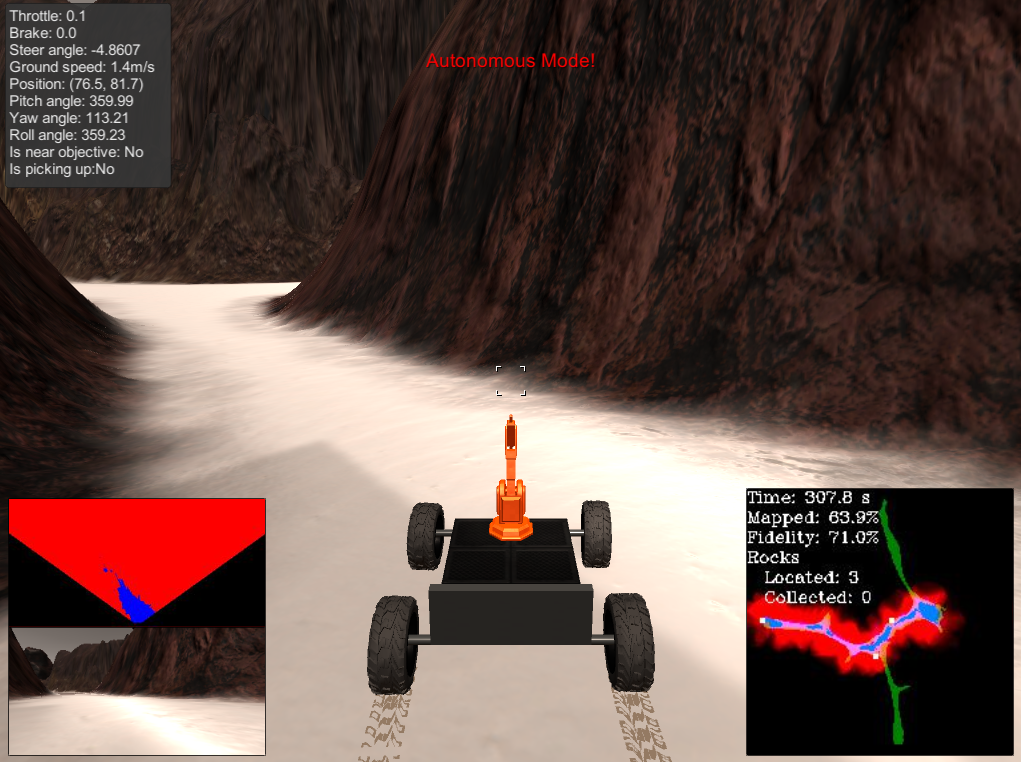 Throttle: 0.1
Brake: 0.0
Steer angle: -4.8607
Ground speed: 1.4m/s
Position: (76.5, 81.7)
Pitch angle: 359.99
Yaw angle: 113.21
Roll angle: 359.23
Is near objective: No
Is picking up:No
Autonomous Mode!
Time: 307.8 s
Mapped: 63.9%
Fidelity: 71.0%
Rocks
Located: 3
Collected: 0